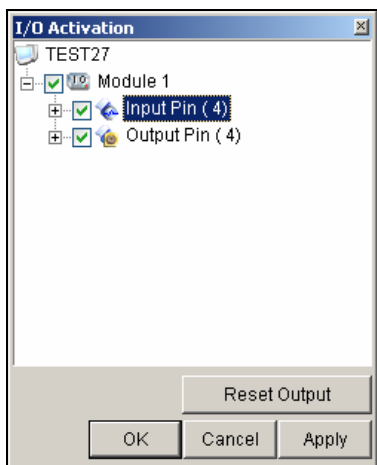 I/O Activation
TEST27
Module 1
Input Pin ( 4)
Output Pin ( 4)
Reset Output
OK Cancel Apply